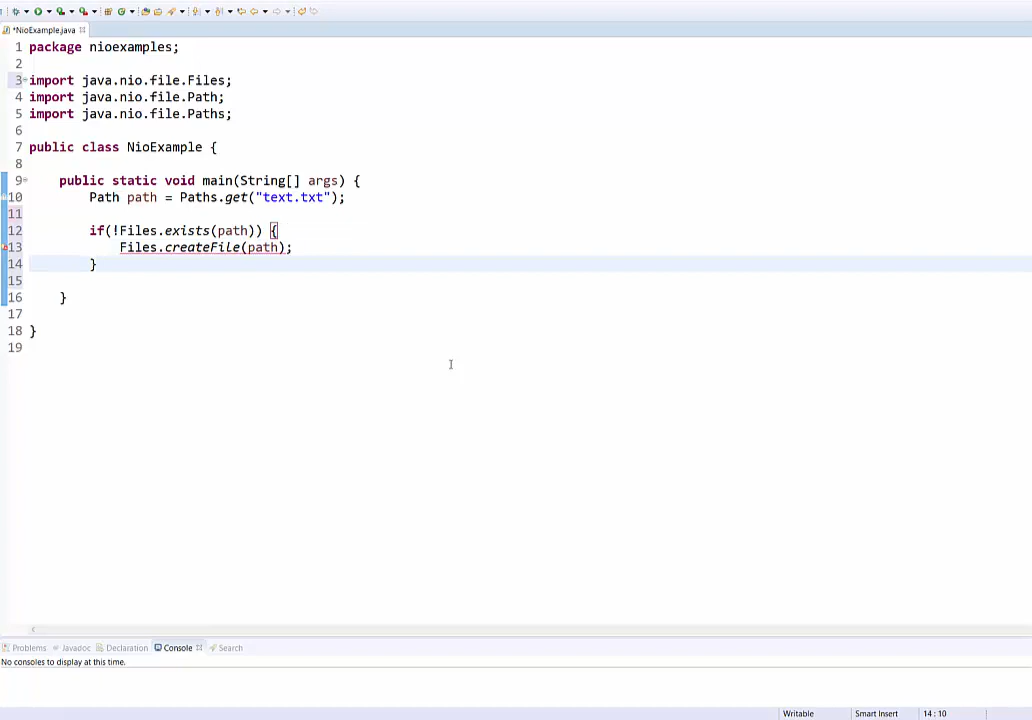 *NioExample.java
1 package nioexamples;
2
3 import java.nio.file.Files;
4 import java.nio.file.Path;
5 import java.nio.file.Paths;
6
7 public class NioExample {
8
9     public static void main(String[] args) {
10         Path path = Paths.get("text.txt");
11
12         if(!Files.exists(path)) {
13             Files.createFile(path);
14         }
15
16     }
17
18 }
19
Problems Javadoc Declaration Console Search
No consoles to display at this time.
Writable Smart Insert 14 : 10